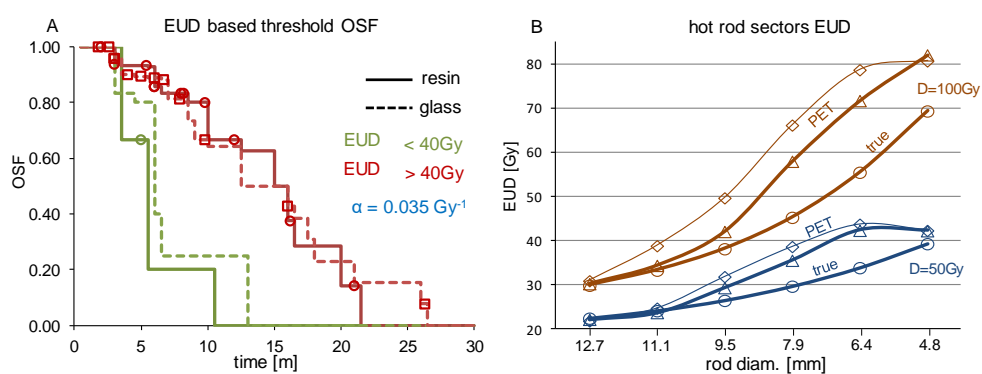 A
EUD based threshold OSF
1.00
0.80
0.60
0.40
0.20
0.00
OSF
0
5
10
15
20
25
30
time [m]
resin
glass
EUD < 40Gy
EUD > 40Gy
α = 0.035 Gy⁻¹
B
hot rod sectors EUD
80
70
60
50
40
30
20
EUD [Gy]
D=100Gy
PET
true
PET
true
D=50Gy
12.7
11.1
9.5
7.9
6.4
4.8
rod diam. [mm]